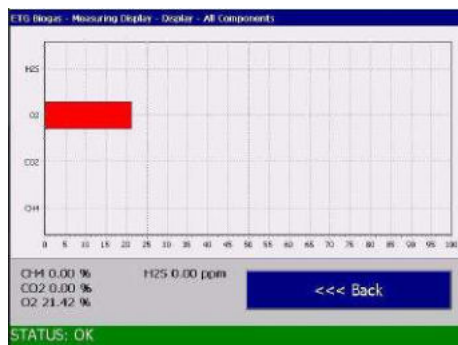 ETG Biogas - Measuring Display - Display - All Components
H2S
O2
CO2
CH4
0 5 10 15 20 25 30 35 40 45 50 55 60 65 70 75 80 85 90 95 100
CH4 0.00 % H2S 0.00 ppm
CO2 0.00 %
O2 21.42 %
<<< Back
STATUS: OK